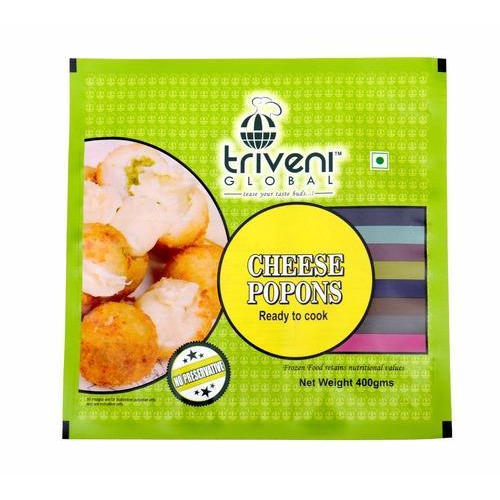 triveni™
GLOBAL
tease your taste buds...!
CHEESE
POPONS
Ready to cook
NO PRESERVATIVE
Frozen Food retains nutritional values
Net Weight 400gms